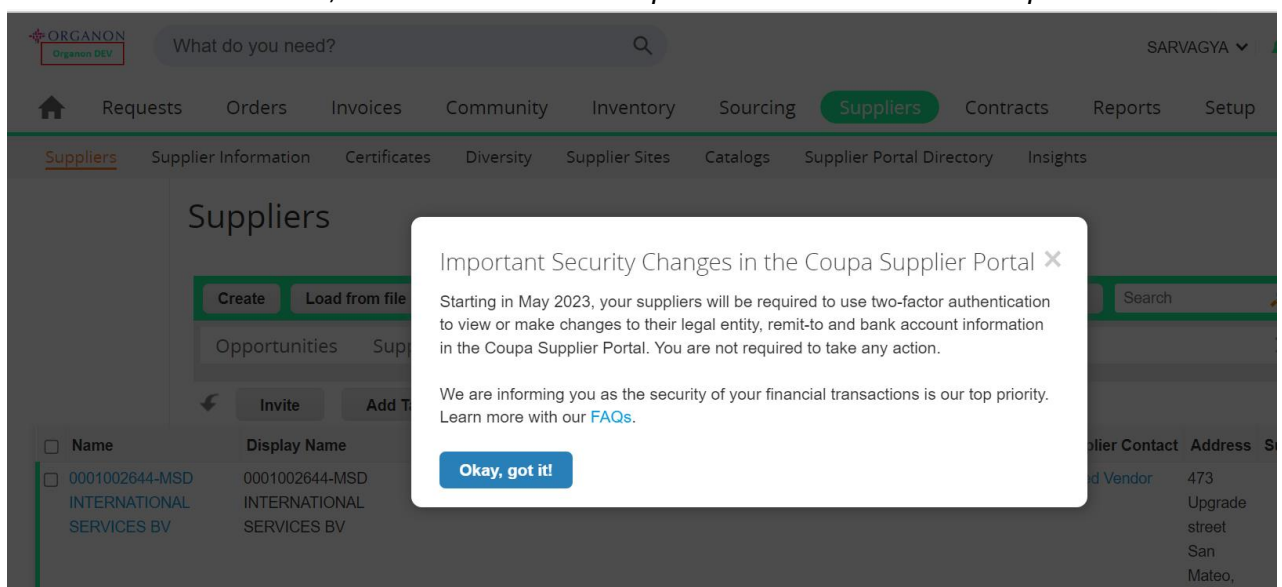 ORGANON
Organon DEV
What do you need?
SARVAGYA
Requests Orders Invoices Community Inventory Sourcing Suppliers Contracts Reports Setup
Suppliers Supplier Information Certificates Diversity Supplier Sites Catalogs Supplier Portal Directory Insights
Suppliers
Important Security Changes in the Coupa Supplier Portal
Starting in May 2023, your suppliers will be required to use two-factor authentication
to view or make changes to their legal entity, remit-to and bank account information
in the Coupa Supplier Portal. You are not required to take any action.
We are informing you as the security of your financial transactions is our top priority.
Learn more with our FAQs.
Okay, got it!
Create Load from file Search
Opportunities
Invite Add
Name Display Name Contact Address
0001002644-MSD 0001002644-MSD Vendor 473
INTERNATIONAL INTERNATIONAL Upgrade
SERVICES BV SERVICES BV street
San
Mateo,